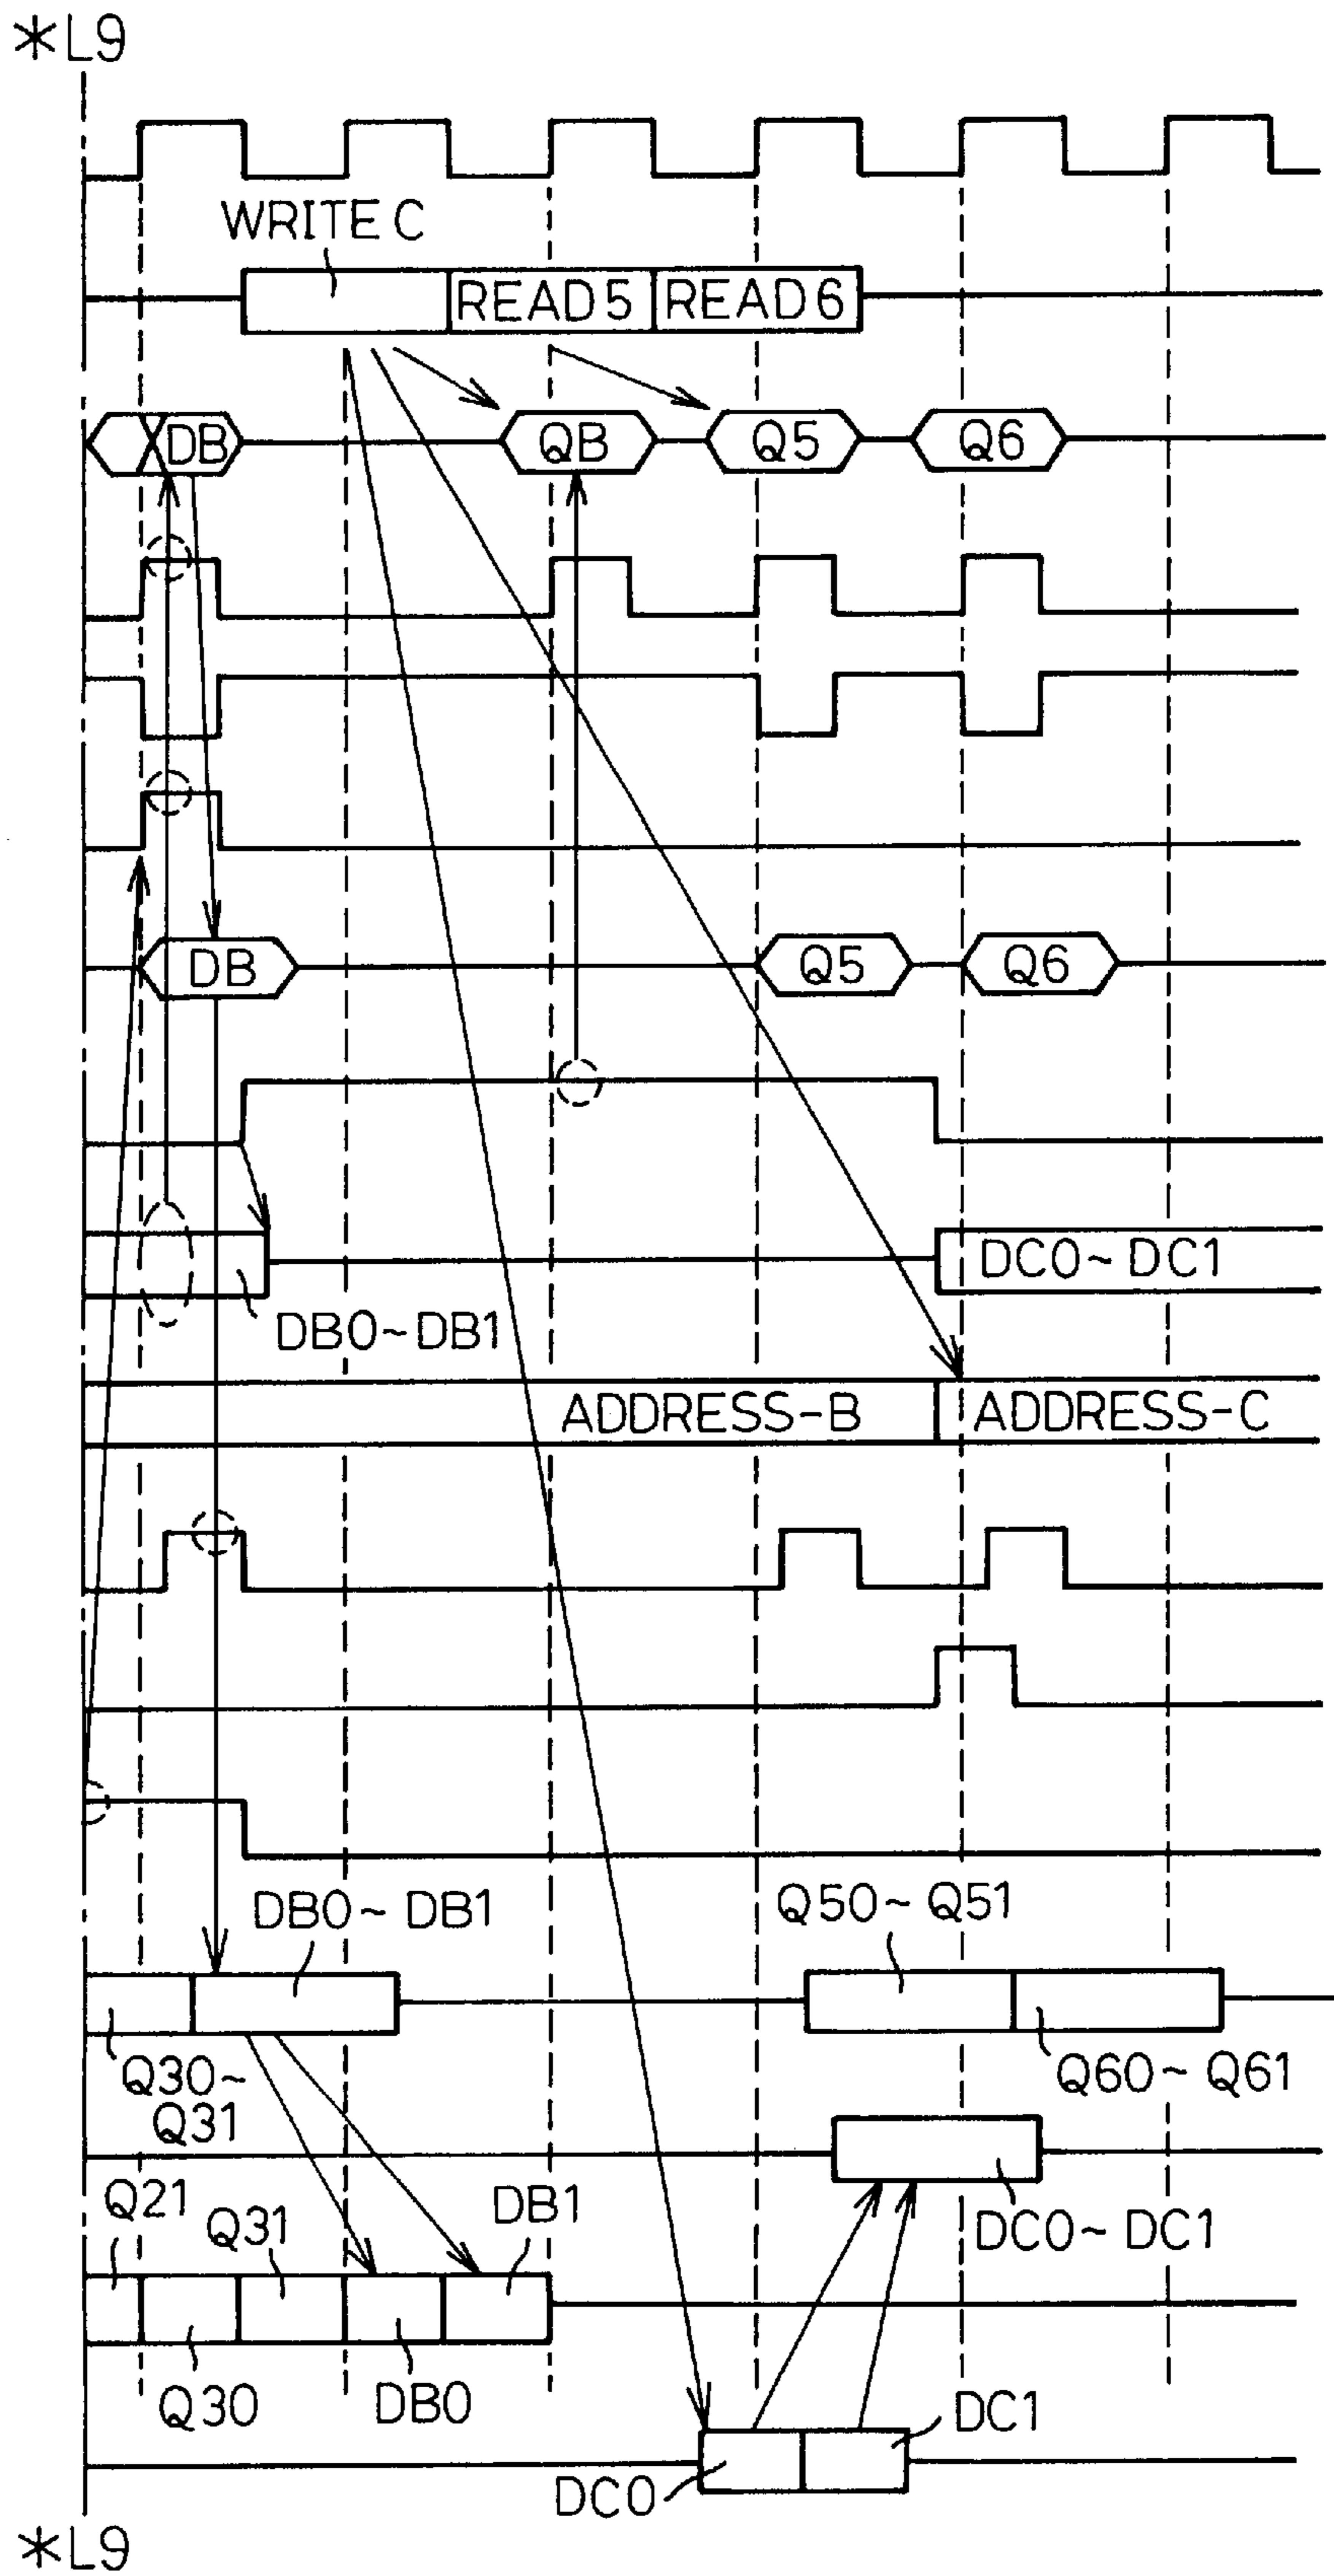 *L9
WRITE C
READ 5 READ 6
DB QB Q5 Q6
DB Q5 Q6
DC0~DC1
DB0~DB1
ADDRESS-B ADDRESS-C
DB0~DB1 Q50~Q51
Q30~
Q31
Q60~Q61
Q21 Q31 DB1 DC0~DC1
Q30 DB0 DC1
DC0
*L9